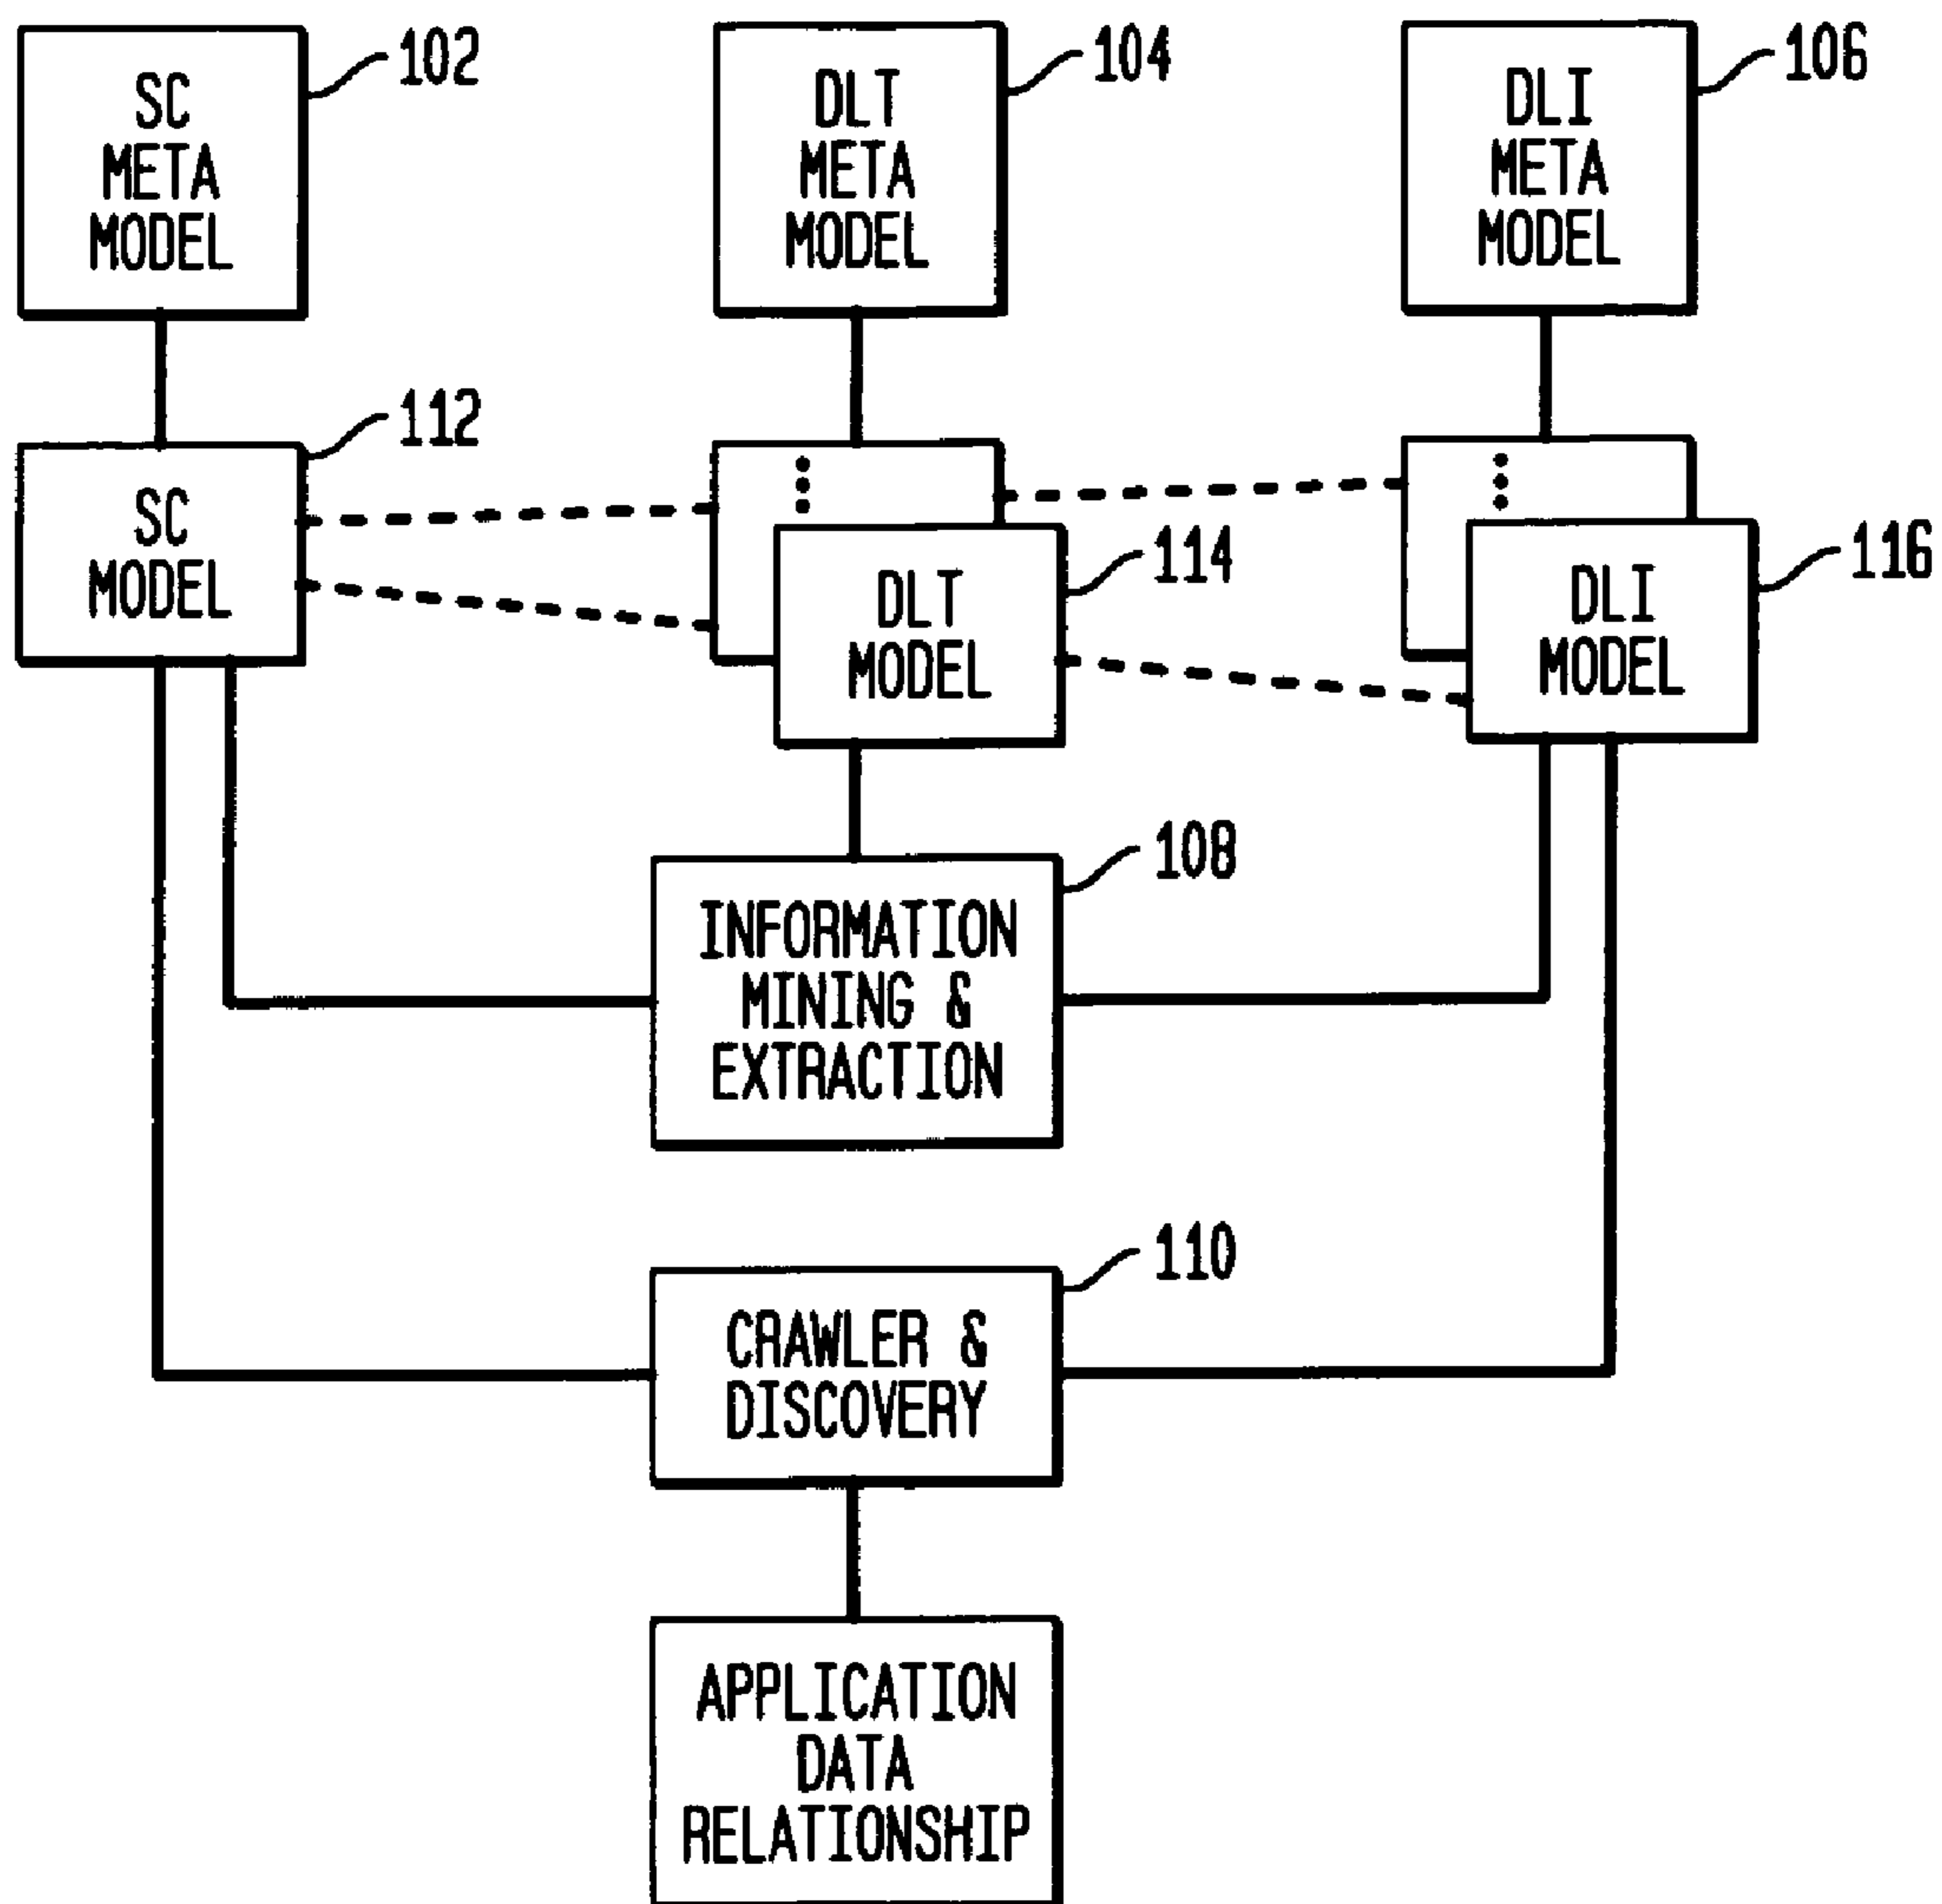 102
SC
META
MODEL
104
DLT
META
MODEL
106
DLI
META
MODEL
112
SC
MODEL
114
DLT
MODEL
116
DLI
MODEL
108
INFORMATION
MINING &
EXTRACTION
110
CRAWLER &
DISCOVERY
APPLICATION
DATA
RELATIONSHIP